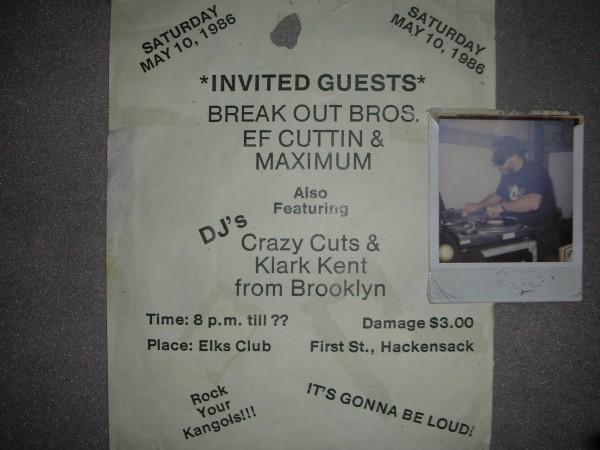 SATURDAY
MAY 10, 1986
SATURDAY
MAY 10, 1986
*INVITED GUESTS*
BREAK OUT BROS.
EF CUTTIN &
MAXIMUM
Also
Featuring
DJ's
Crazy Cuts &
Klark Kent
from Brooklyn
Time: 8 p.m. till ??
Damage $3.00
Place: Elks Club
First St., Hackensack
Rock
Your
Kangols!!!
IT'S GONNA BE LOUD!